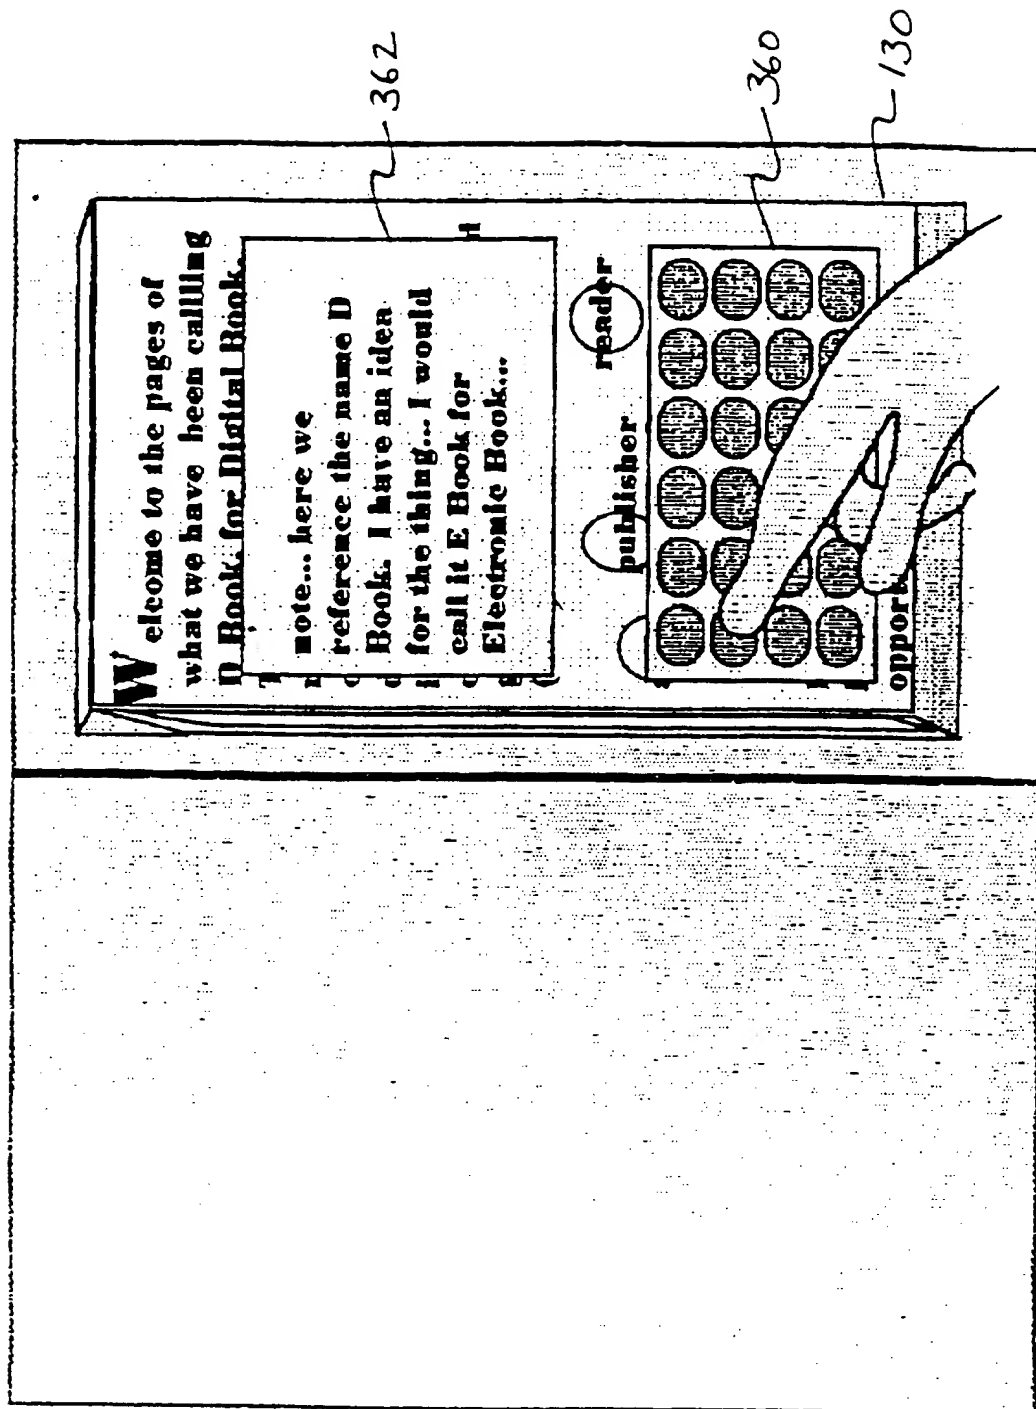 Welcome to the pages of
what we have been callling
D Book, for Digital Book.
note... here we
reference the name D
Book. I have an idea
for the thing... I would
call it E Book for
Electronic Book...
publisher
reader
opport
362
360
130